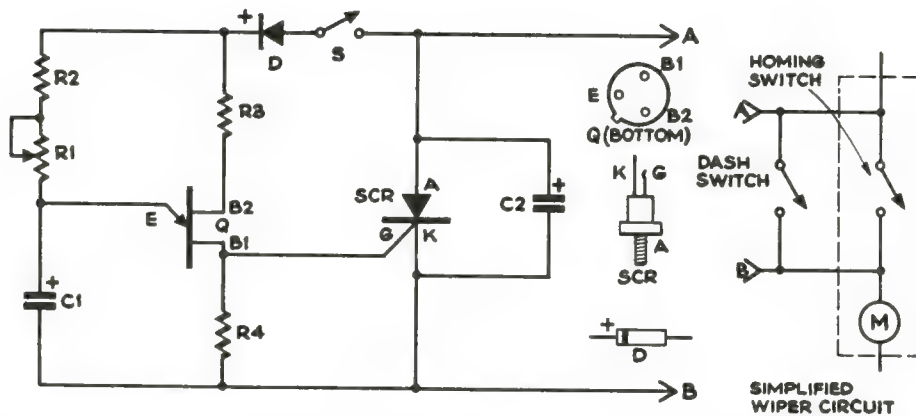 +
D
S
A
R2
R1
R3
E
B2
Q
B1
C1
+
R4
SCR
A
G
K
C2
+
B
B1
E
B2
Q (BOTTOM)
K
G
A
SCR
+
D
HOMING
SWITCH
A
DASH
SWITCH
B
M
SIMPLIFIED
WIPER CIRCUIT